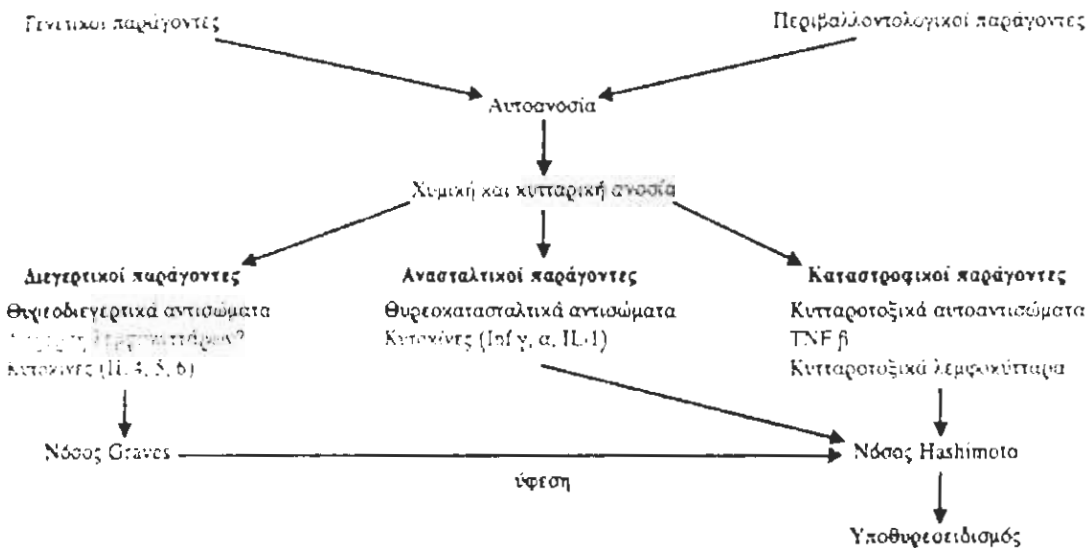 Γενετικοί παράγοντες
Περιβαλλοντολογικοί παράγοντες
Αυτοανοσία
Χυμική και κυτταρική ανοσία
Διεγερτικοί παράγοντες
Ανασταλτικοί παράγοντες
Καταστροφικοί παράγοντες
Θυρεοδιεγερτικά αντισώματα
Θυρεοκατασταλτικά αντισώματα
Κυτταροτοξικά αυτοαντισώματα
Κυτοκίνες (Inf γ, α, IL-1)
TNF β
Κυτοκίνες (IL 4, 5, 6)
Κυτταροτοξικά λεμφοκύτταρα
Νόσος Graves
Νόσος Hashimoto
ύφεση
Υποθυρεοειδισμός